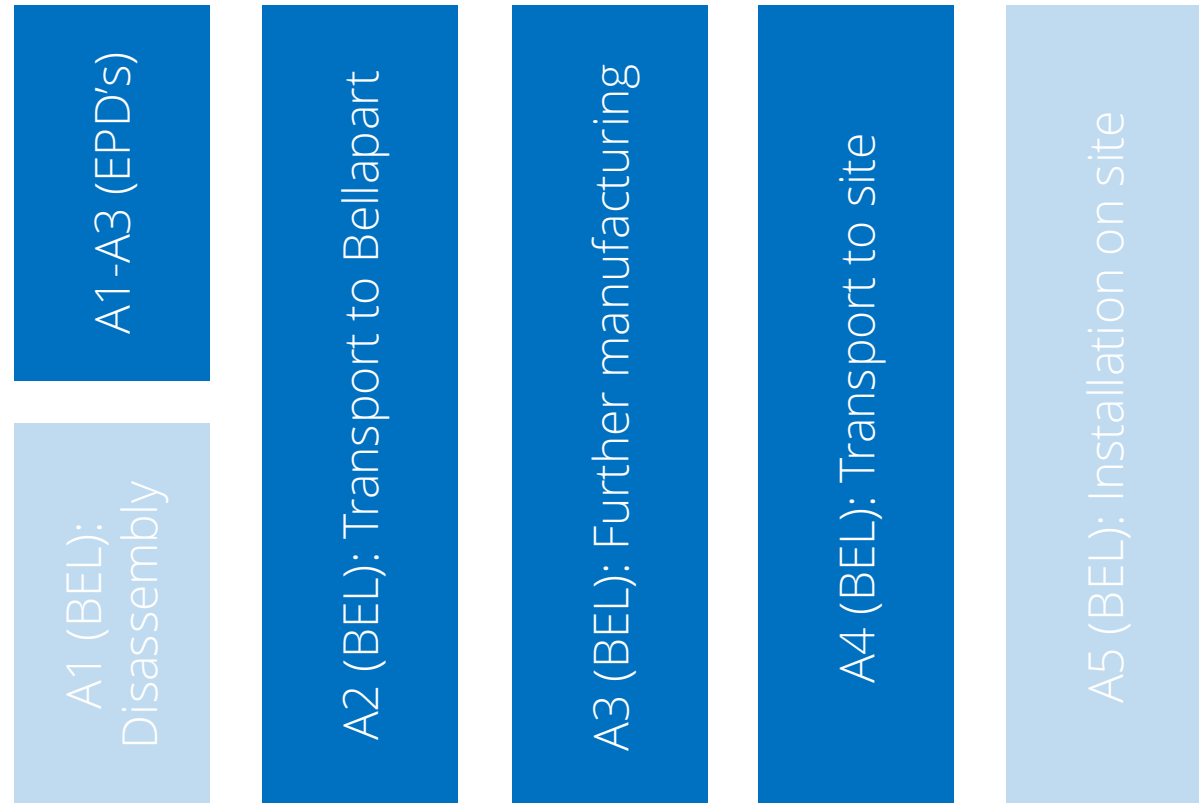 A1-A3 (EPD’s)
A1 (BEL):
Disassembly
A2 (BEL): Transport to Bellapart
A3 (BEL): Further manufacturing
A4 (BEL): Transport to site
A5 (BEL): Installation on site